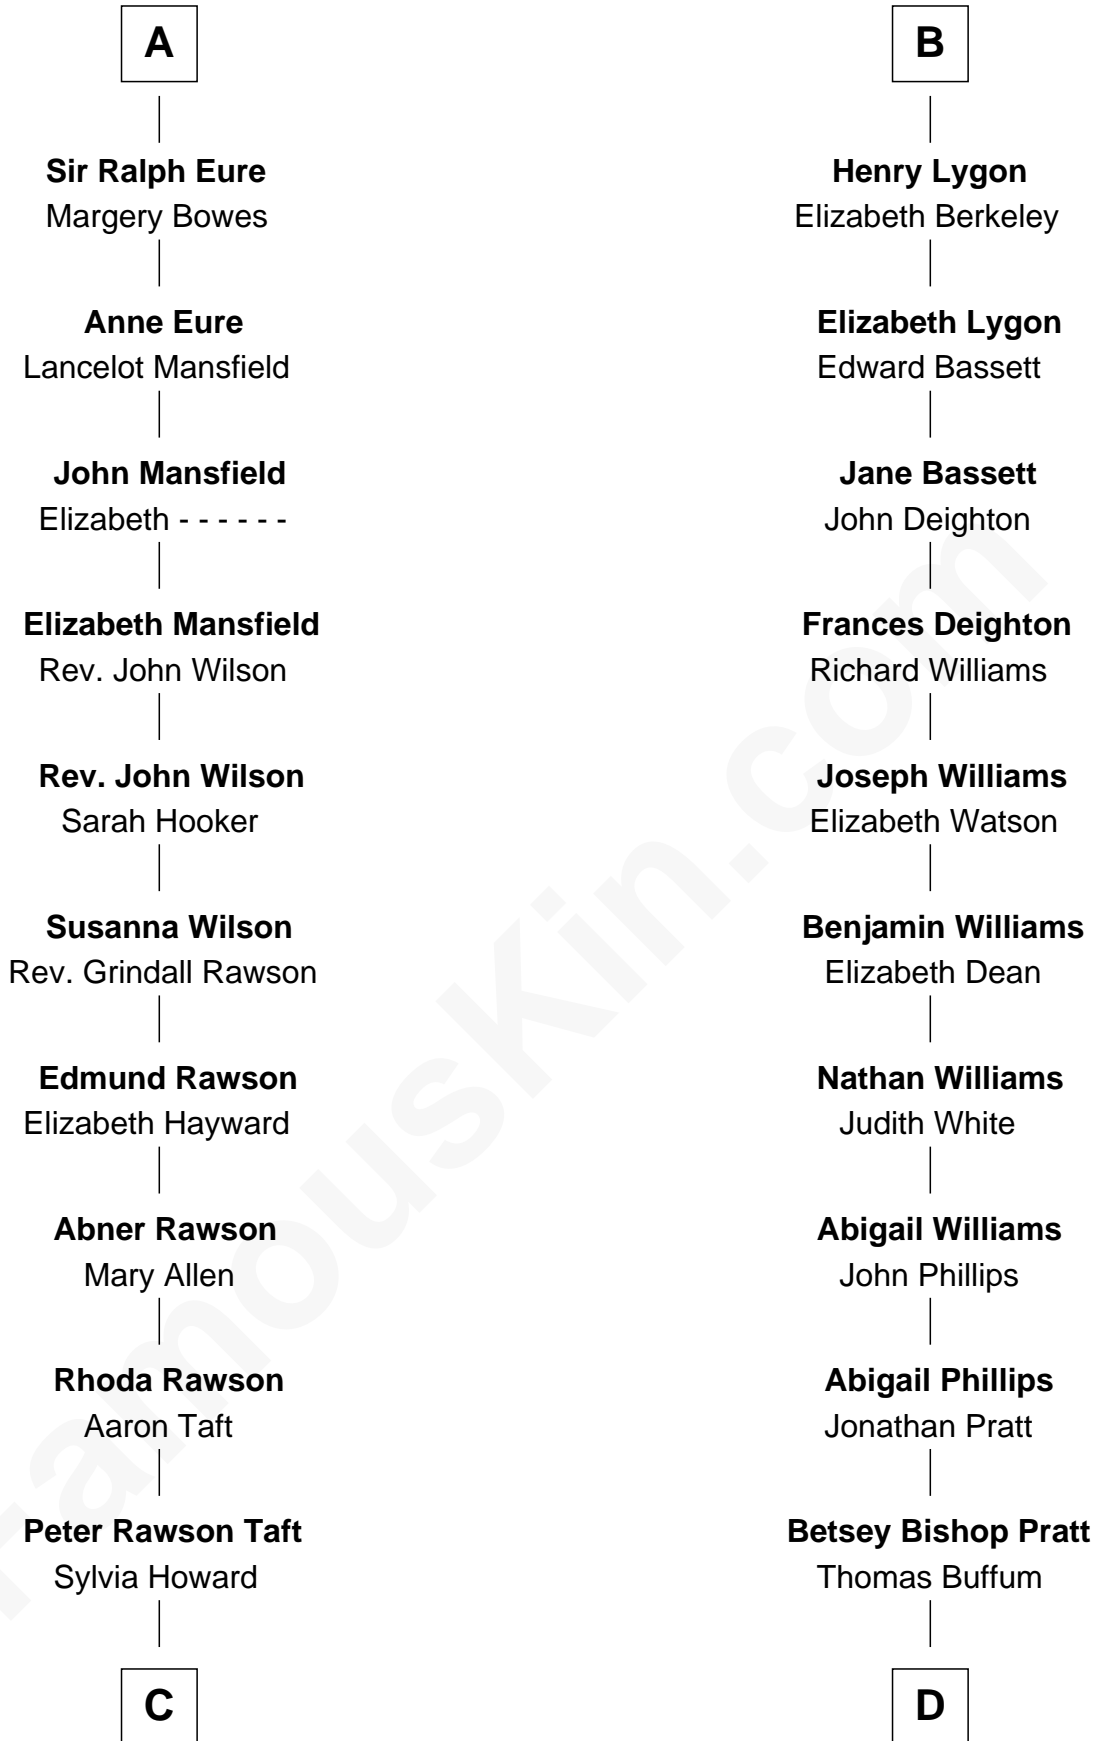 A
Sir Ralph Eure
Margery Bowes
Anne Eure
Lancelot Mansfield
John Mansfield
Elizabeth - - - - - -
Elizabeth Mansfield
Rev. John Wilson
Rev. John Wilson
Sarah Hooker
Susanna Wilson
Rev. Grindall Rawson
Edmund Rawson
Elizabeth Hayward
Abner Rawson
Mary Allen
Rhoda Rawson
Aaron Taft
Peter Rawson Taft
Sylvia Howard
C
B
Henry Lygon
Elizabeth Berkeley
Elizabeth Lygon
Edward Bassett
Jane Bassett
John Deighton
Frances Deighton
Richard Williams
Joseph Williams
Elizabeth Watson
Benjamin Williams
Elizabeth Dean
Nathan Williams
Judith White
Abigail Williams
John Phillips
Abigail Phillips
Jonathan Pratt
Betsey Bishop Pratt
Thomas Buffum
D
FamousKin.com